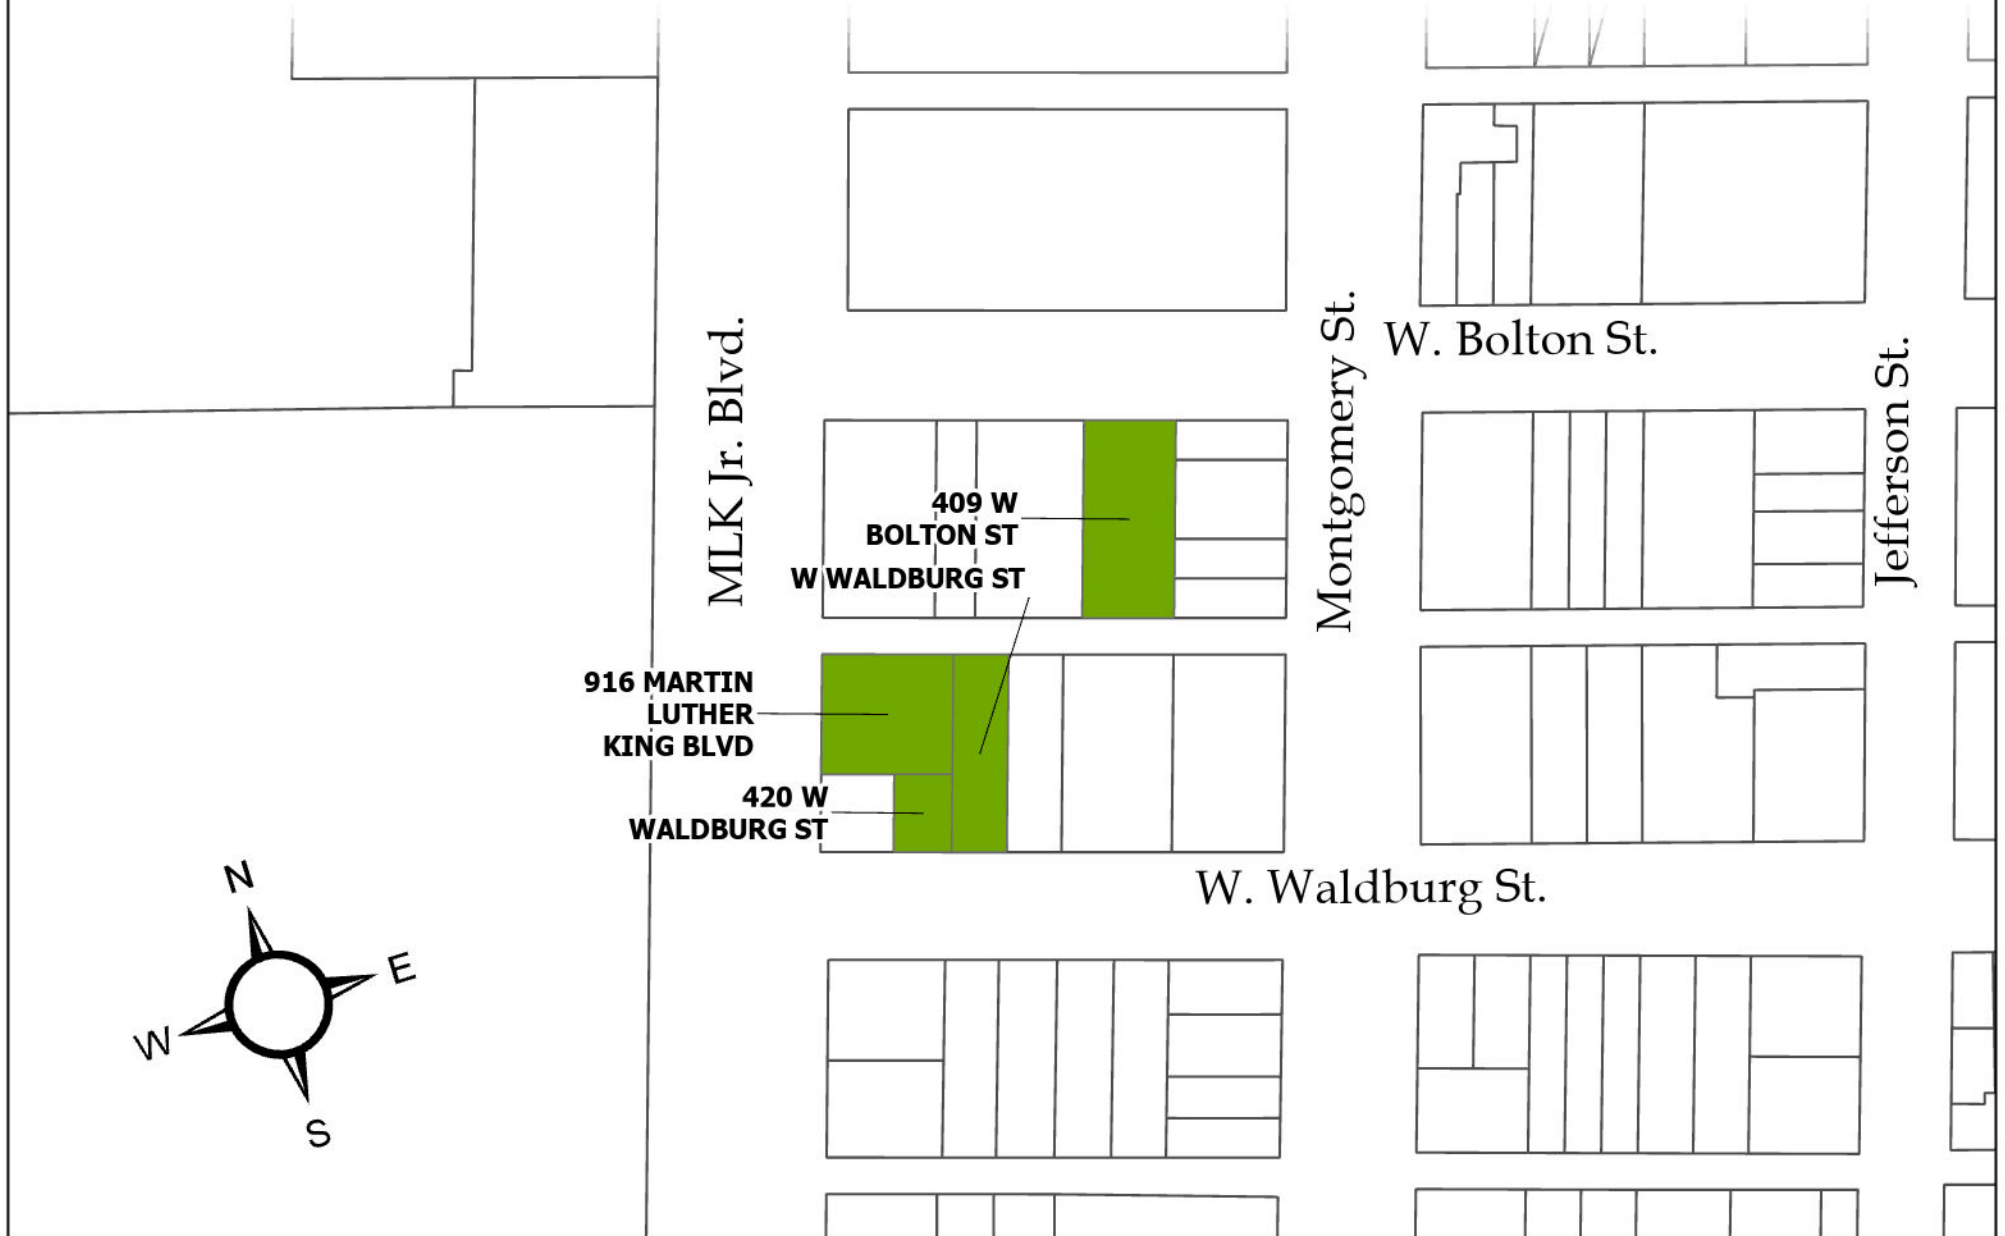 MLK Jr. Blvd.
Montgomery St.
W. Bolton St.
Jefferson St.
409 W
BOLTON ST
W WALDBURG ST
916 MARTIN
LUTHER
KING BLVD
420 W
WALDBURG ST
W. Waldburg St.
N
E
W
S